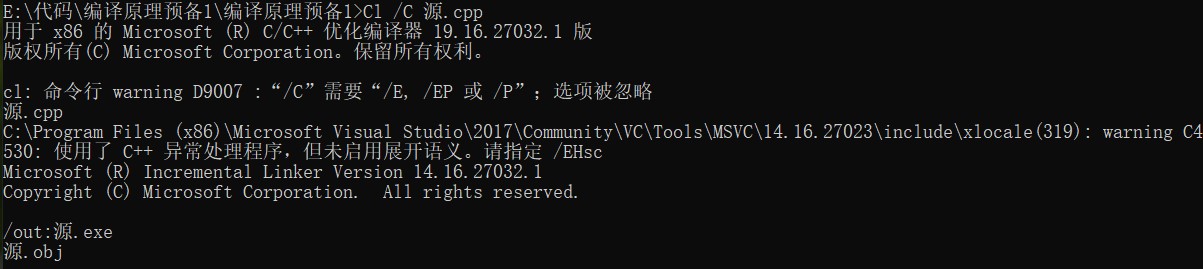 E:\代码\编译原理预备1\编译原理预备1>Cl /C 源.cpp
用于 x86 的 Microsoft (R) C/C++ 优化编译器 19.16.27032.1 版
版权所有(C) Microsoft Corporation。保留所有权利。
cl: 命令行 warning D9007 :“/C”需要“/E, /EP 或 /P”；选项被忽略
源.cpp
C:\Program Files (x86)\Microsoft Visual Studio\2017\Community\VC\Tools\MSVC\14.16.27023\include\xlocale(319): warning C4
530: 使用了 C++ 异常处理程序，但未启用展开语义。请指定 /EHsc
Microsoft (R) Incremental Linker Version 14.16.27032.1
Copyright (C) Microsoft Corporation.  All rights reserved.
/out:源.exe
源.obj